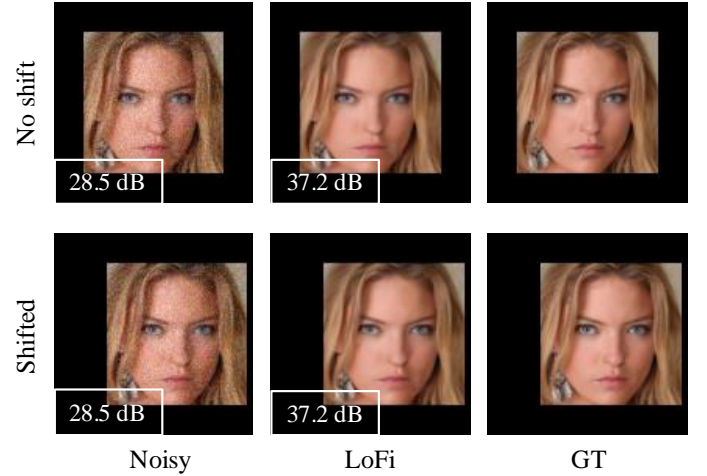 No shift
28.5 dB
37.2 dB
Shifted
28.5 dB
37.2 dB
Noisy
LoFi
GT